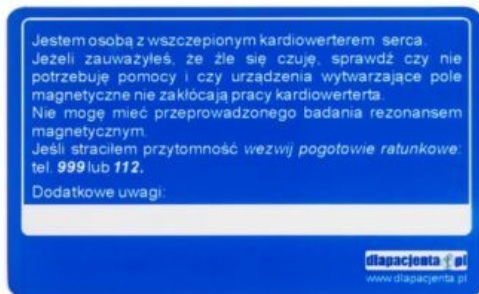 Jestem osobą z wszczepionym kardiowerterem serca.
Jeżeli zauważyłeś, że źle się czuję, sprawdź czy nie
potrzebuję pomocy i czy urządzenia wytwarzające pole
magnetyczne nie zakłócają pracy kardiowerterta.
Nie mogę mieć przeprowadzonego badania rezonansem
magnetycznym.
Jeśli straciłem przytomność wezwij pogotowie ratunkowe:
tel. 999 lub 112.
Dodatkowe uwagi:
dlapacjenta.pl
www.dlapacjenta.pl